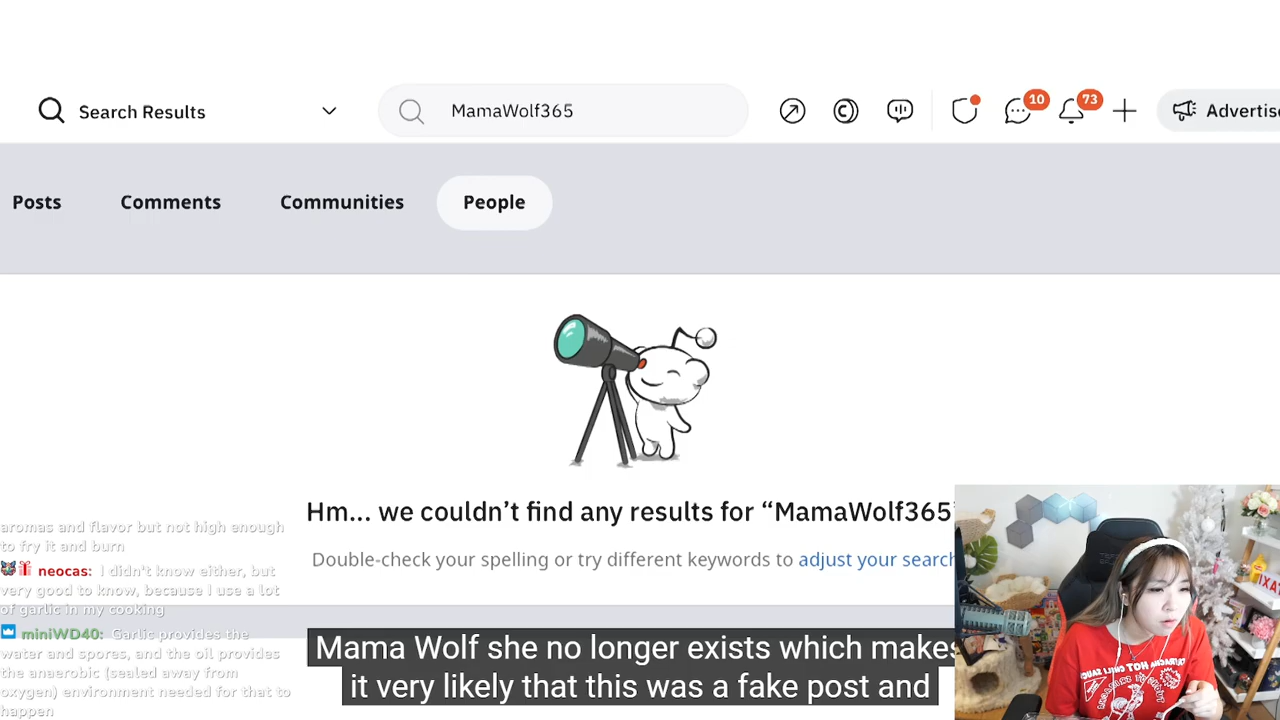 Search Results
MamaWolf365
10
73
Advertis
Posts
Comments
Communities
People
Hm... we couldn't find any results for “MamaWolf365”
Double-check your spelling or try different keywords to adjust your search
aromas and flavor but not high enough
to fry it and burn
neocas: I didn't know either, but
very good to know, because I use a lot
of garlic in my cooking
miniWD40: Garlic provides the
water and spores, and the oil provides
the anaerobic (sealed away from
oxygen) environment needed for that to
happen
Mama Wolf she no longer exists which makes
it very likely that this was a fake post and